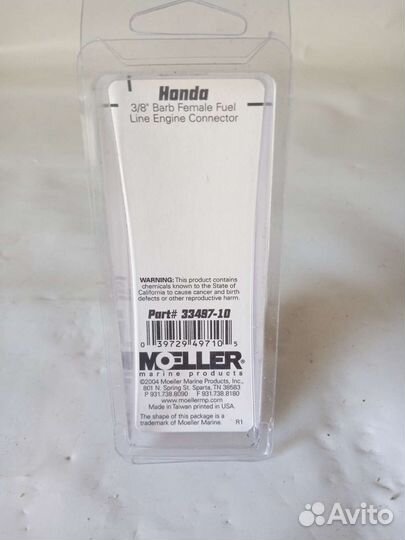 Honda
3/8" Barb Female Fuel
Line Engine Connector
WARNING: This product contains
chemicals known to the State of
California to cause cancer and birth
defects or other reproductive harm.
Part# 33497-10
0 39729 49710 5
MOELLER
marine products
©2004 Moeller Marine Products, Inc.,
801 N. Spring St. Sparta, TN 38583
P 931.738.8090 F 931.738.8180
www.moellermp.com
Made in Taiwan printed in USA.
The shape of this package is a
trademark of Moeller Marine. R1
Avito